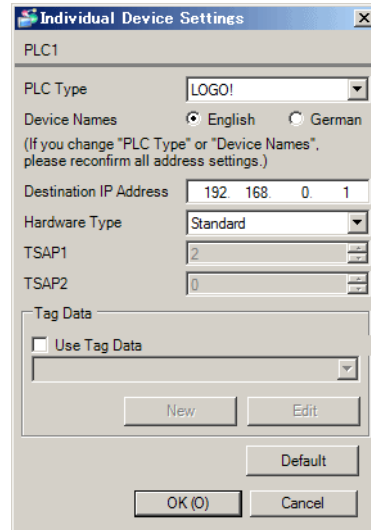 Individual Device Settings
PLC1
PLC Type LOGO!
Device Names English German
(If you change "PLC Type" or "Device Names",
please reconfirm all address settings.)
Destination IP Address 192. 168. 0. 1
Hardware Type Standard
TSAP1 2
TSAP2 0
Tag Data
Use Tag Data
New Edit
Default
OK (O) Cancel